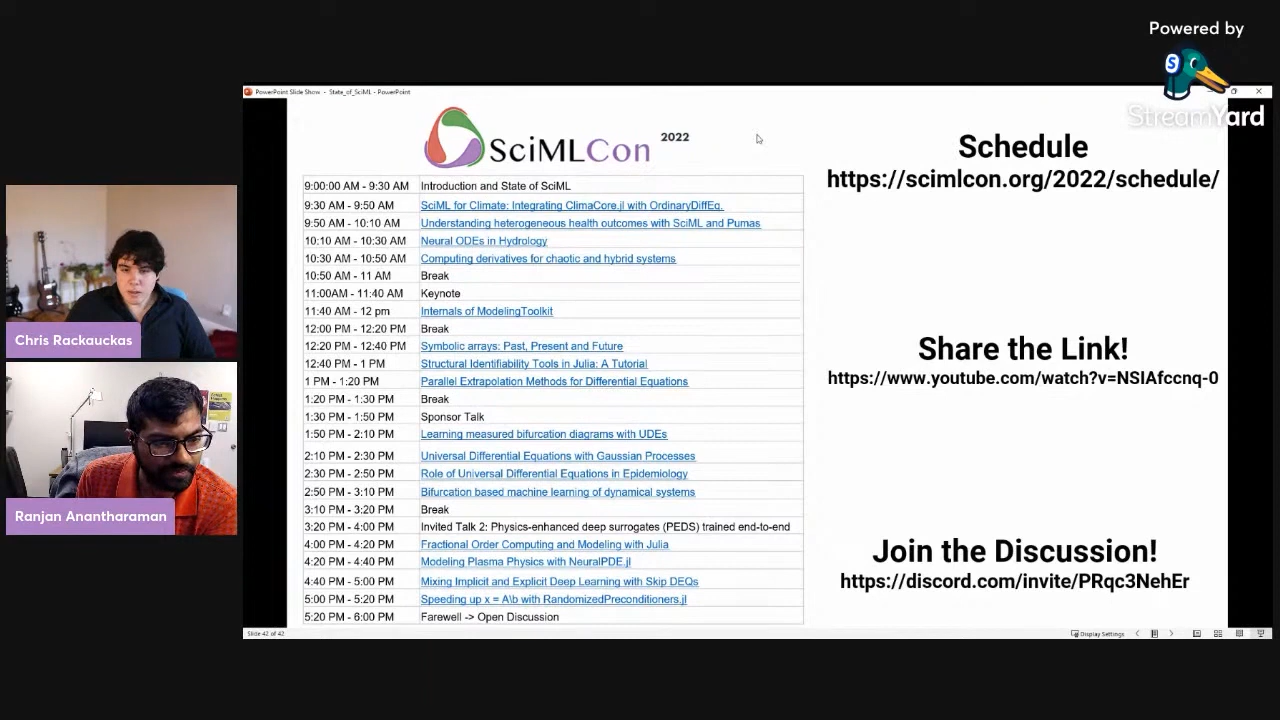 Powered by
S
StreamYard
PowerPoint Slide Show - State_of_SciML - PowerPoint
SciMLCon 2022
9:00:00 AM - 9:30 AM Introduction and State of SciML
9:30 AM - 9:50 AM SciML for Climate: Integrating ClimaCore.jl with OrdinaryDiffEq.
9:50 AM - 10:10 AM Understanding heterogeneous health outcomes with SciML and Pumas
10:10 AM - 10:30 AM Neural ODEs in Hydrology
10:30 AM - 10:50 AM Computing derivatives for chaotic and hybrid systems
10:50 AM - 11 AM Break
11:00AM - 11:40 AM Keynote
11:40 AM - 12 pm Internals of ModelingToolkit
12:00 PM - 12:20 PM Break
12:20 PM - 12:40 PM Symbolic arrays: Past, Present and Future
12:40 PM - 1 PM Structural Identifiability Tools in Julia: A Tutorial
1 PM - 1:20 PM Parallel Extrapolation Methods for Differential Equations
1:20 PM - 1:30 PM Break
1:30 PM - 1:50 PM Sponsor Talk
1:50 PM - 2:10 PM Learning measured bifurcation diagrams with UDEs
2:10 PM - 2:30 PM Universal Differential Equations with Gaussian Processes
2:30 PM - 2:50 PM Role of Universal Differential Equations in Epidemiology
2:50 PM - 3:10 PM Bifurcation based machine learning of dynamical systems
3:10 PM - 3:20 PM Break
3:20 PM - 4:00 PM Invited Talk 2: Physics-enhanced deep surrogates (PEDS) trained end-to-end
4:00 PM - 4:20 PM Fractional Order Computing and Modeling with Julia
4:20 PM - 4:40 PM Modeling Plasma Physics with NeuralPDE.jl
4:40 PM - 5:00 PM Mixing Implicit and Explicit Deep Learning with Skip DEQs
5:00 PM - 5:20 PM Speeding up x = A\b with RandomizedPreconditioners.jl
5:20 PM - 6:00 PM Farewell -> Open Discussion
Schedule
https://scimlcon.org/2022/schedule/
Share the Link!
https://www.youtube.com/watch?v=NSIAfccnq-0
Join the Discussion!
https://discord.com/invite/PRqc3NehEr
Chris Rackauckas
Ranjan Anantharaman
Slide 42 of 42
Display Settings